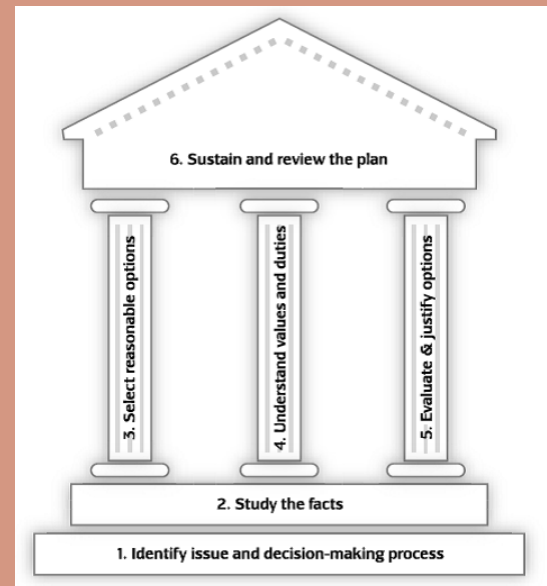 6. Sustain and review the plan
3. Select reasonable options
4. Understand values and duties
5. Evaluate & justify options
2. Study the facts
1. Identify issue and decision-making process